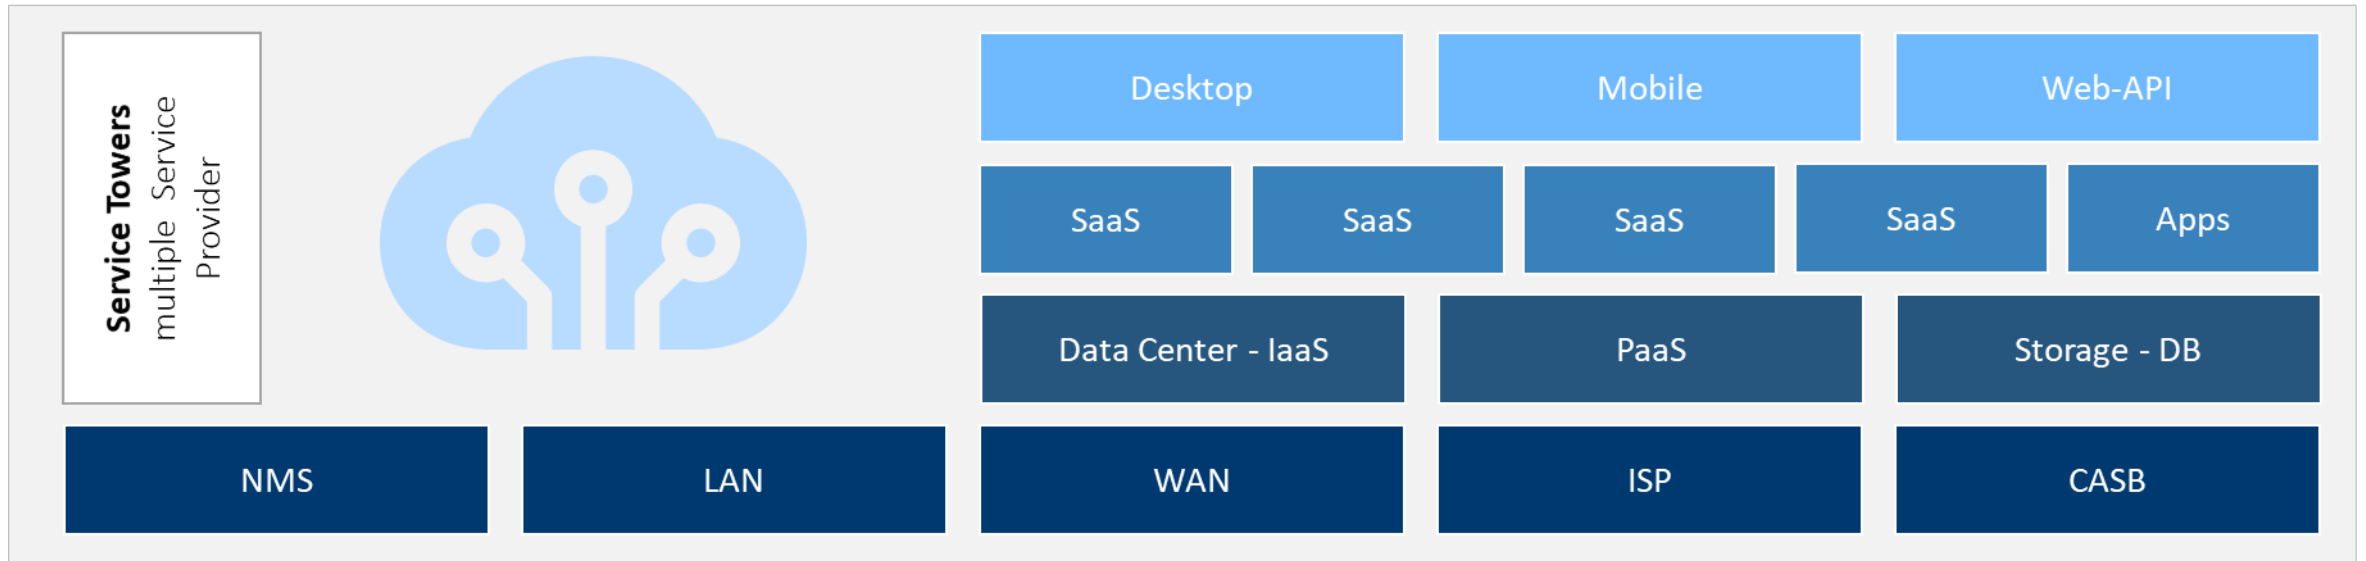 Service Towers
multiple Service
Provider
Desktop
Mobile
Web-API
SaaS
SaaS
SaaS
SaaS
Apps
Data Center - IaaS
PaaS
Storage - DB
NMS
LAN
WAN
ISP
CASB